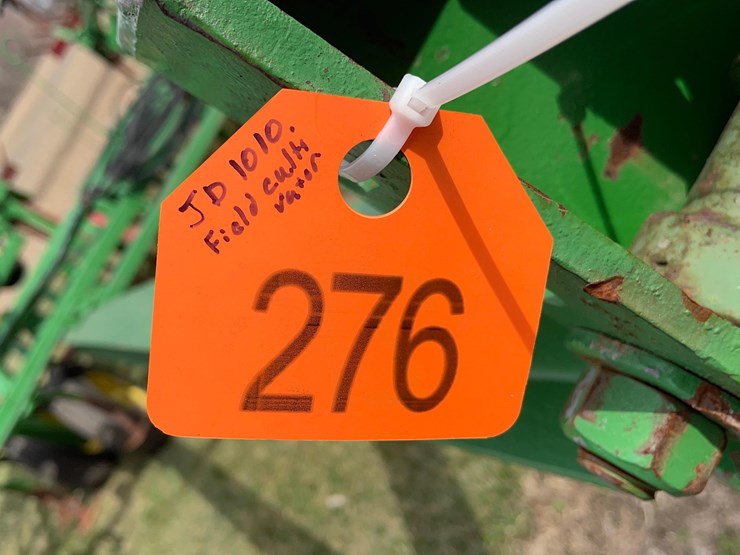 JD 1010.
Field culti
vator
276